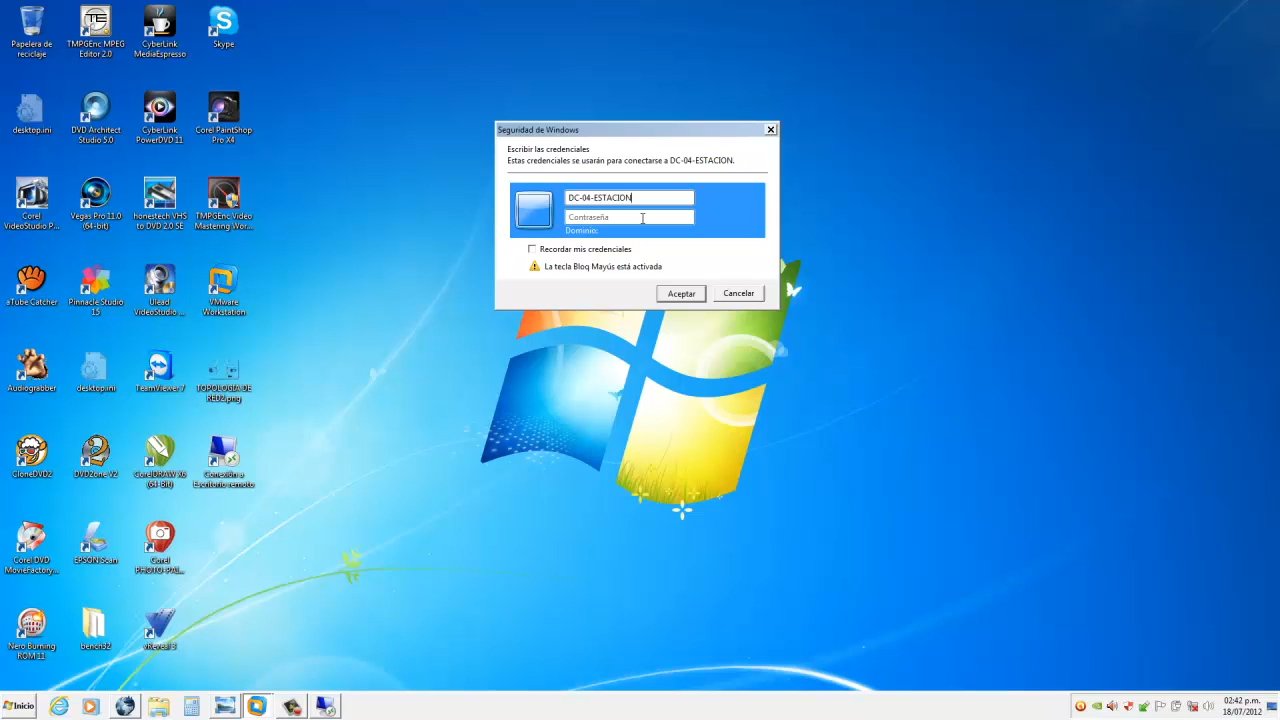 Papelera de
reciclaje
TMPGEnc MPEG
Editor 2.0
CyberLink
MediaEspresso
Skype
desktop.ini
DVD Architect
Studio 5.0
CyberLink
PowerDVD 11
Corel PaintShop
Pro X4
Corel
VideoStudio P...
Vegas Pro 11.0
(64-bit)
honestech VHS
to DVD 2.0 SE
TMPGEnc Video
Mastering Wor...
aTube Catcher
Pinnacle Studio
15
Ulead
VideoStudio ...
VMware
Workstation
Audiograbber
desktop.ini
TeamViewer 7
TOPOLOGIA DE
RED2.png
CloneDVD2
DVDZone V2
CorelDRAW X6
(64-Bit)
Conexión a
Escritorio remoto
Corel DVD
MovieFactory...
EPSON Scan
Corel
PHOTO-PAI...
Nero Burning
ROM 11
bench32
vReveal 3
Seguridad de Windows
Escribir las credenciales
Estas credenciales se usarán para conectarse a DC-04-ESTACION.
DC-04-ESTACION
Contraseña
Dominio:
Recordar mis credenciales
La tecla Bloq Mayús está activada
Aceptar
Cancelar
Inicio
02:42 p.m.
18/07/2012